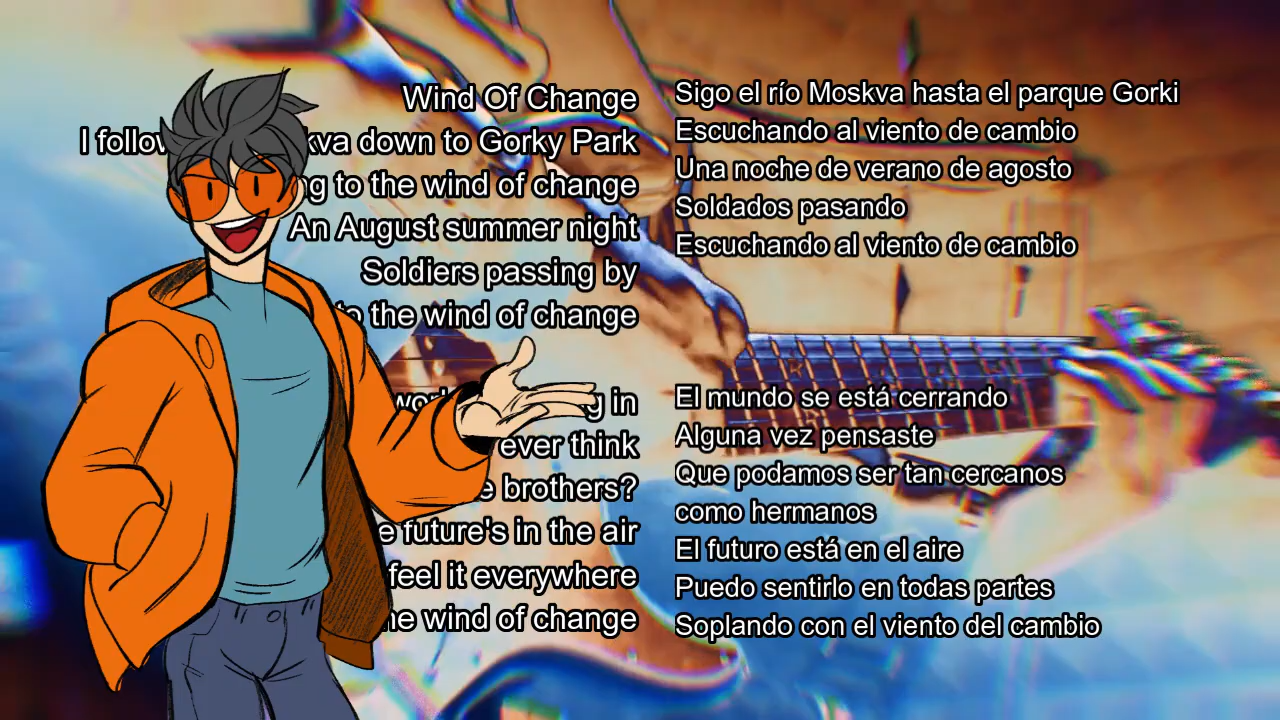 Wind Of Change
I follow kva down to Gorky Park
to the wind of change
An August summer night
Soldiers passing by
the wind of change
in
ever think
brothers?
future's in the air
feel it everywhere
wind of change
Sigo el río Moskva hasta el parque Gorki
Escuchando al viento de cambio
Una noche de verano de agosto
Soldados pasando
Escuchando al viento de cambio
El mundo se está cerrando
Alguna vez pensaste
Que podamos ser tan cercanos
como hermanos
El futuro está en el aire
Puedo sentirlo en todas partes
Soplando con el viento del cambio